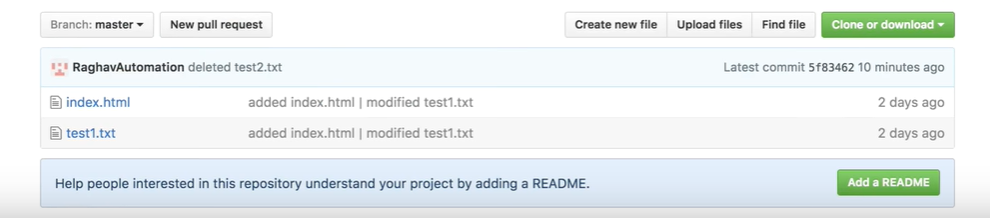 Branch: master New pull request Create new file Upload files Find file Clone or download
RaghavAutomation deleted test2.txt Latest commit 5f83462 10 minutes ago
index.html added index.html | modified test1.txt 2 days ago
test1.txt added index.html | modified test1.txt 2 days ago
Help people interested in this repository understand your project by adding a README. Add a README